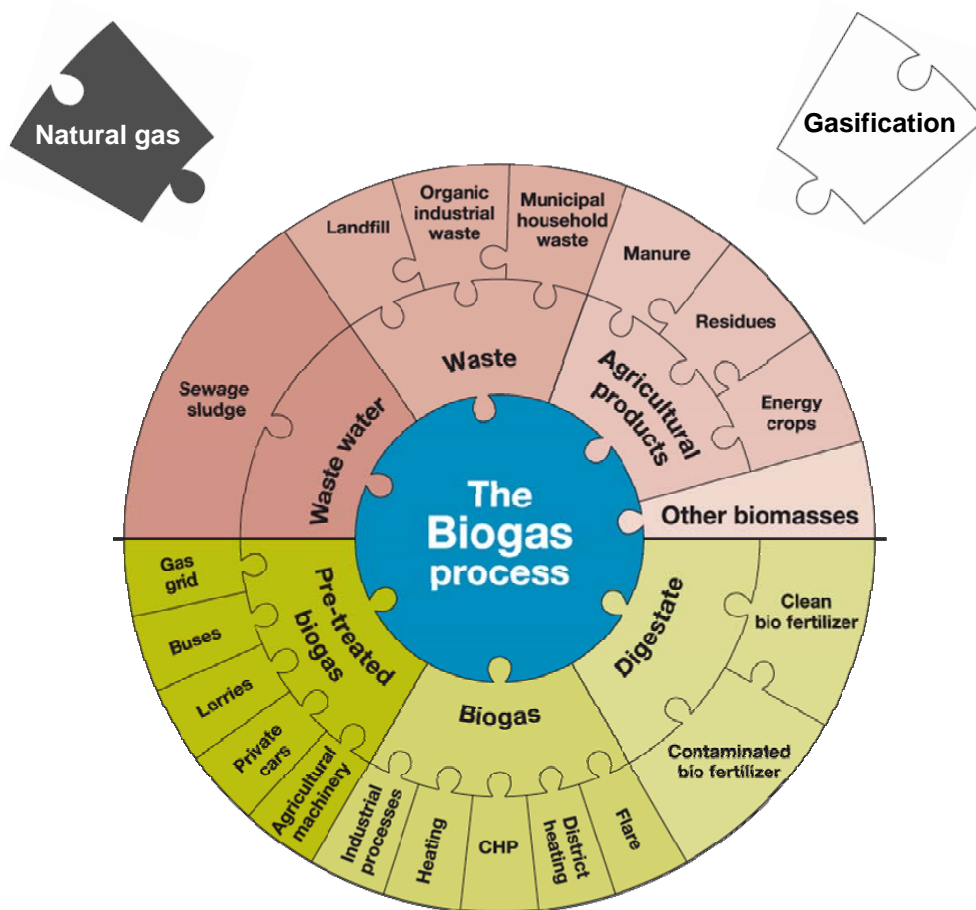 Natural gas
Gasification
Landfill
Organic
industrial
waste
Municipal
household
waste
Manure
Residues
Energy
crops
Sewage
sludge
Waste water
Waste
Agricultural
products
Other biomasses
The
Biogas
process
Gas
grid
Buses
Lorries
Private
cars
Agricultural
machinery
Pre-treated
biogas
Biogas
Digestate
Clean
bio fertilizer
Contaminated
bio fertilizer
Industrial
processes
Heating
CHP
District
heating
Flare